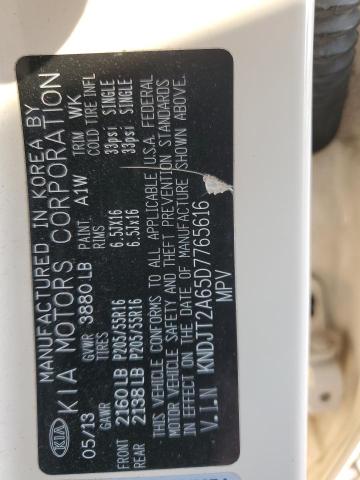 MANUFACTURED IN KOREA BY
KIA KIA MOTORS CORPORATION
05/13 GVWR 3880 LB PAINT A1W TRIM WK
GAWR TIRES RIMS COLD TIRE INFL
FRONT 2160 LB P205/55R16 6.5Jx16 33psi SINGLE
REAR 2138 LB P205/55R16 6.5Jx16 33psi SINGLE
THIS VEHICLE CONFORMS TO ALL APPLICABLE U.S.A. FEDERAL
MOTOR VEHICLE SAFETY AND THEFT PREVENTION STANDARDS
IN EFFECT ON THE DATE OF MANUFACTURE SHOWN ABOVE.
V.I.N KNDJT2A65D7765616
MPV